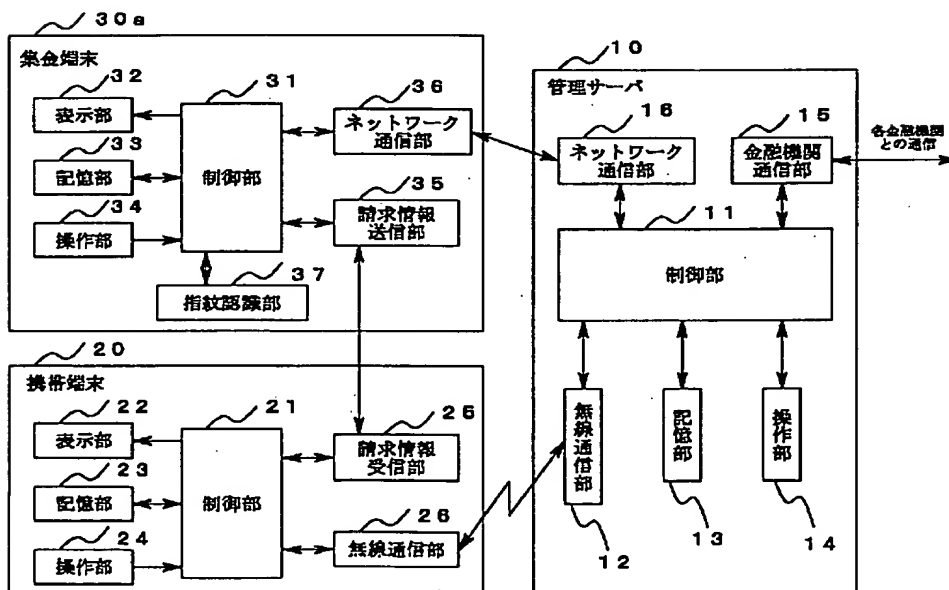 30a
集金端末
32
表示部
33
記憶部
34
操作部
31
制御部
36
ネットワーク
通信部
35
請求情報
送信部
37
指紋認識部
20
携帯端末
22
表示部
23
記憶部
24
操作部
21
制御部
25
請求情報
受信部
26
無線通信部
10
管理サーバ
16
ネットワーク
通信部
15
金融機関
通信部
各金融機関
との通信
11
制御部
無線通信部
12
記憶部
13
操作部
14